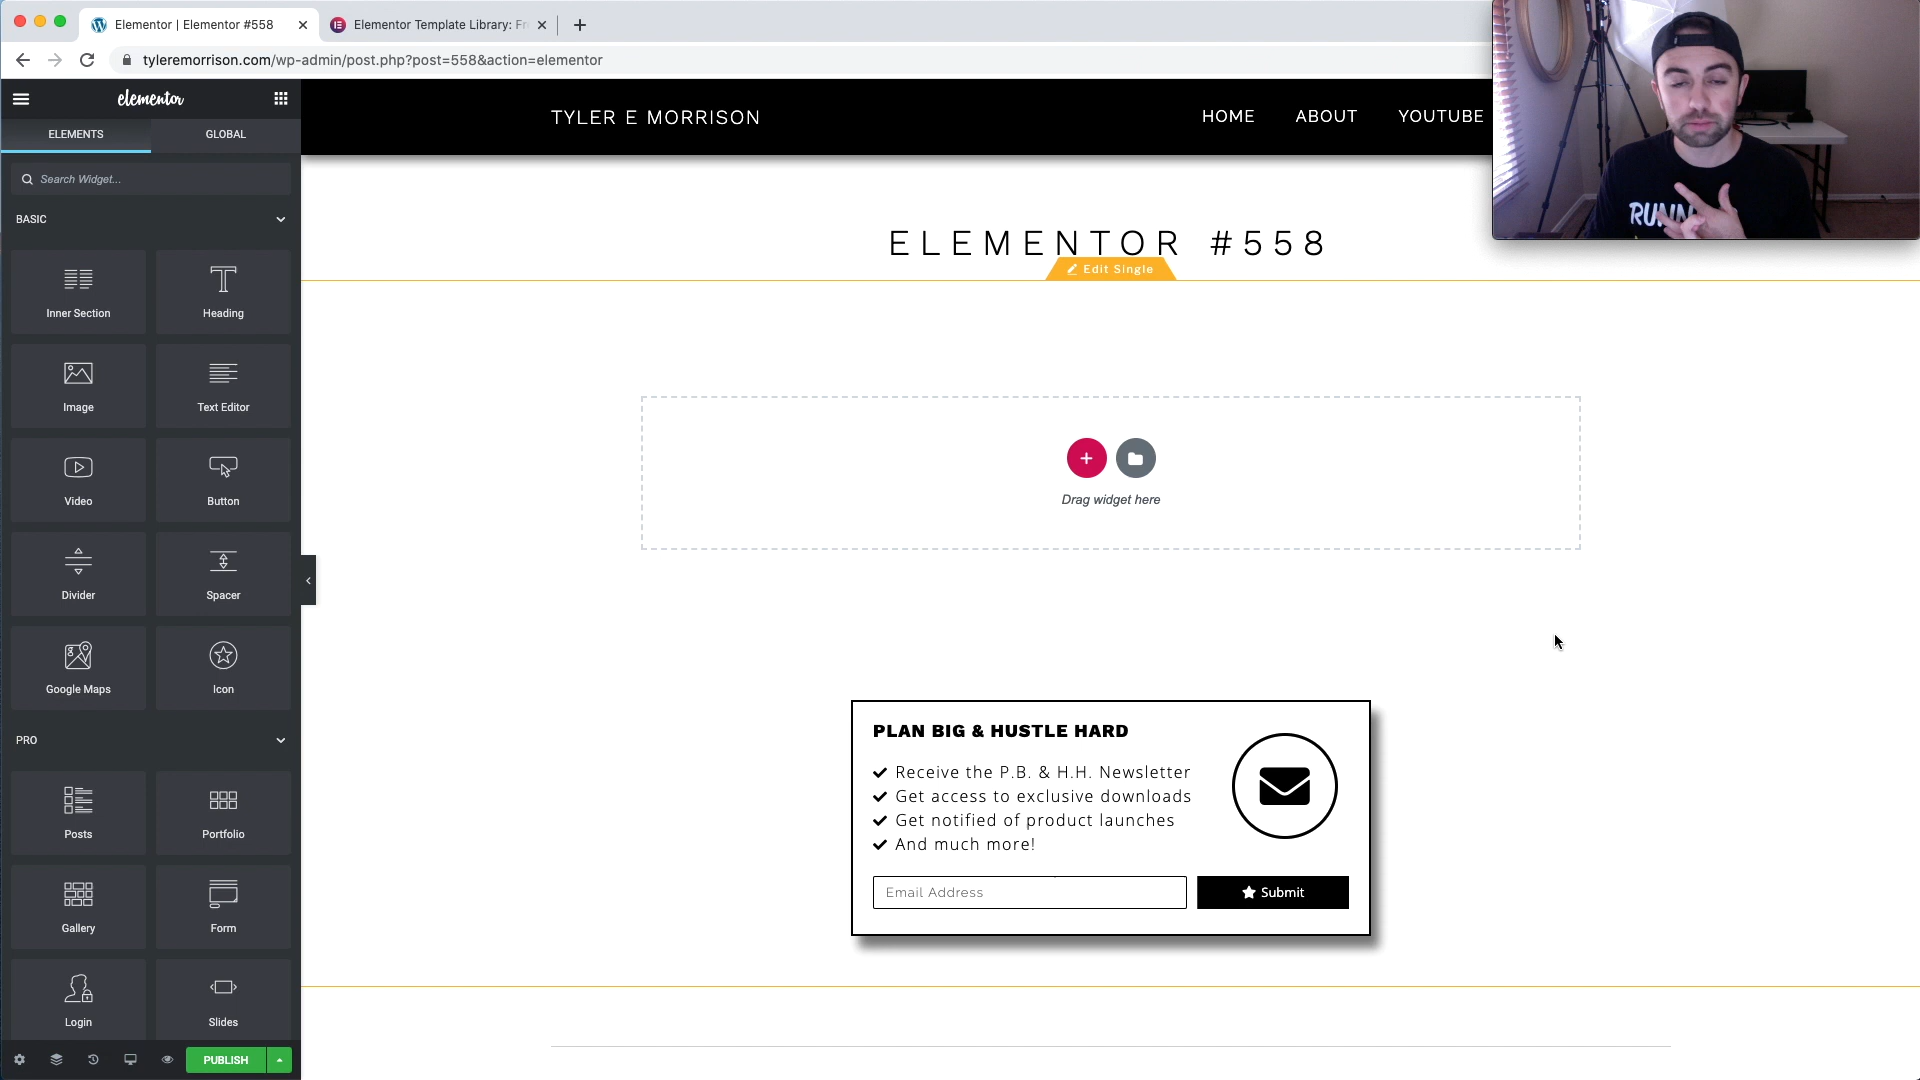 Elementor | Elementor #558
Elementor Template Library: Fr
tyleremorrison.com/wp-admin/post.php?post=558&action=elementor
elementor
ELEMENTS GLOBAL
Search Widget...
BASIC
Inner Section Heading
Image Text Editor
Video Button
Divider Spacer
Google Maps Icon
PRO
Posts Portfolio
Gallery Form
Login Slides
PUBLISH
TYLER E MORRISON
HOME ABOUT YOUTUBE
ELEMENTOR #558
Edit Single
Drag widget here
PLAN BIG & HUSTLE HARD
Receive the P.B. & H.H. Newsletter
Get access to exclusive downloads
Get notified of product launches
And much more!
Email Address
Submit